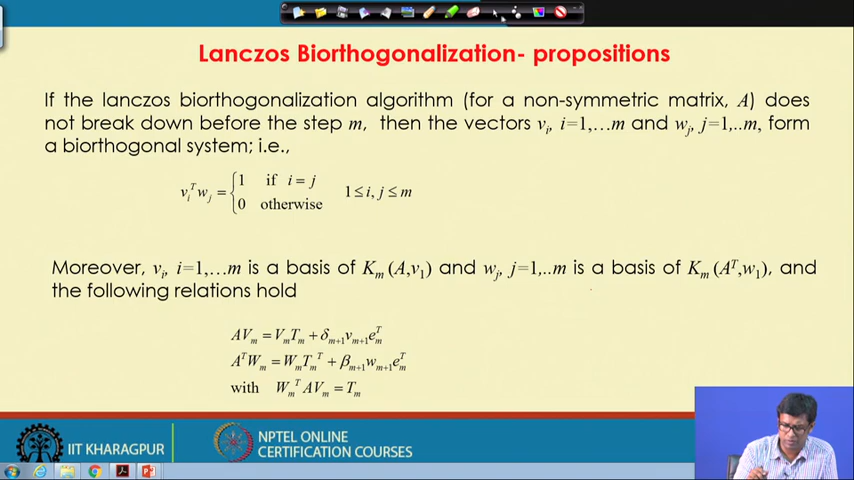 Lanczos Biorthogonalization- propositions
If the lanczos biorthogonalization algorithm (for a non-symmetric matrix, A) does
not break down before the step m, then the vectors v_i, i=1,…m and w_j, j=1,..m, form
a biorthogonal system; i.e.,
v_i^T w_j = { 1 if i = j
0 otherwise 1 ≤ i, j ≤ m
Moreover, v_i, i=1,…m is a basis of K_m (A,v_1) and w_j, j=1,..m is a basis of K_m (A^T,w_1), and
the following relations hold
AV_m = V_m T_m + δ_{m+1} v_{m+1} e_m^T
A^T W_m = W_m T_m^T + β_{m+1} w_{m+1} e_m^T
with W_m^T AV_m = T_m
IIT KHARAGPUR
NPTEL ONLINE
CERTIFICATION COURSES